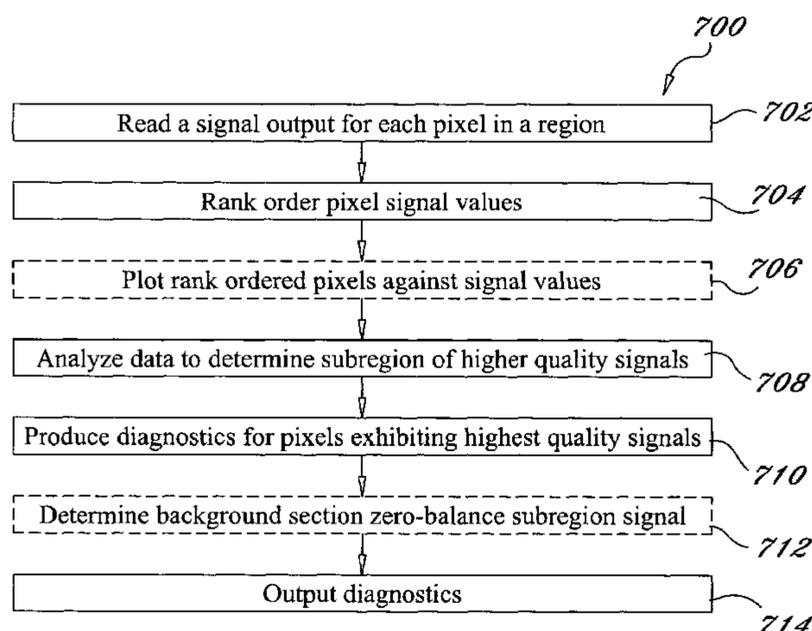 700
Read a signal output for each pixel in a region
702
Rank order pixel signal values
704
Plot rank ordered pixels against signal values
706
Analyze data to determine subregion of higher quality signals
708
Produce diagnostics for pixels exhibiting highest quality signals
710
Determine background section zero-balance subregion signal
712
Output diagnostics
714